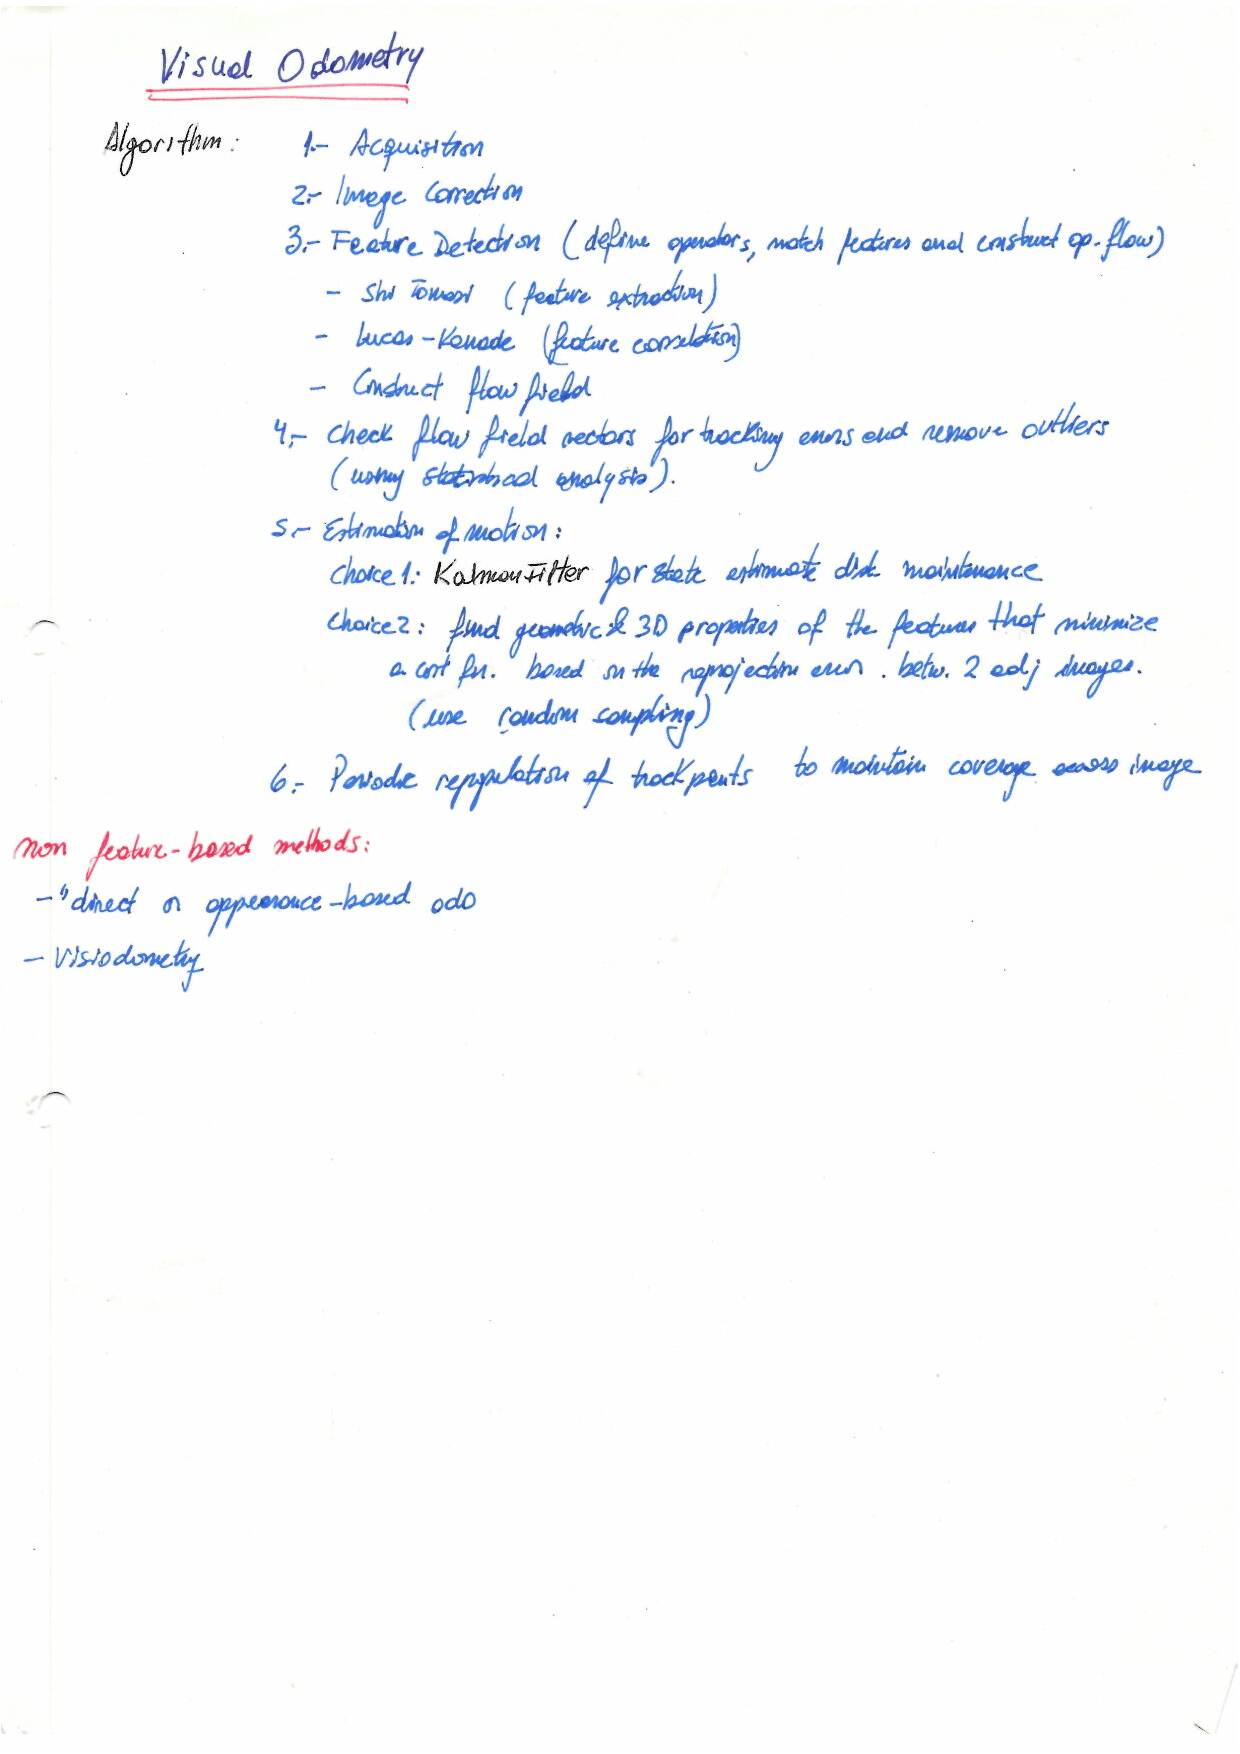 Visual Odometry
Algorithm: 1.- Acquisition
2.- Image Correction
3.- Feature Detection (define operators, match features and construct op. flow)
- Shi Tomasi (feature extraction)
- Lucas-Kanade (feature correlation)
- Construct flow field
4.- Check flow field vectors for tracking errors and remove outliers
(using statistical analysis).
5.- Estimation of motion:
Choice 1: Kalman Filter for state estimate maintenance
Choice 2: find geometric & 3D properties of the features that minimize
a cost fn. based on the reprojection error. betw. 2 adj images.
(use random)
6.- Periodic repopulation of trackpoints to maintain coverage across image
Non feature-based methods:
- "direct or appearance-based odo
- Visiodometry